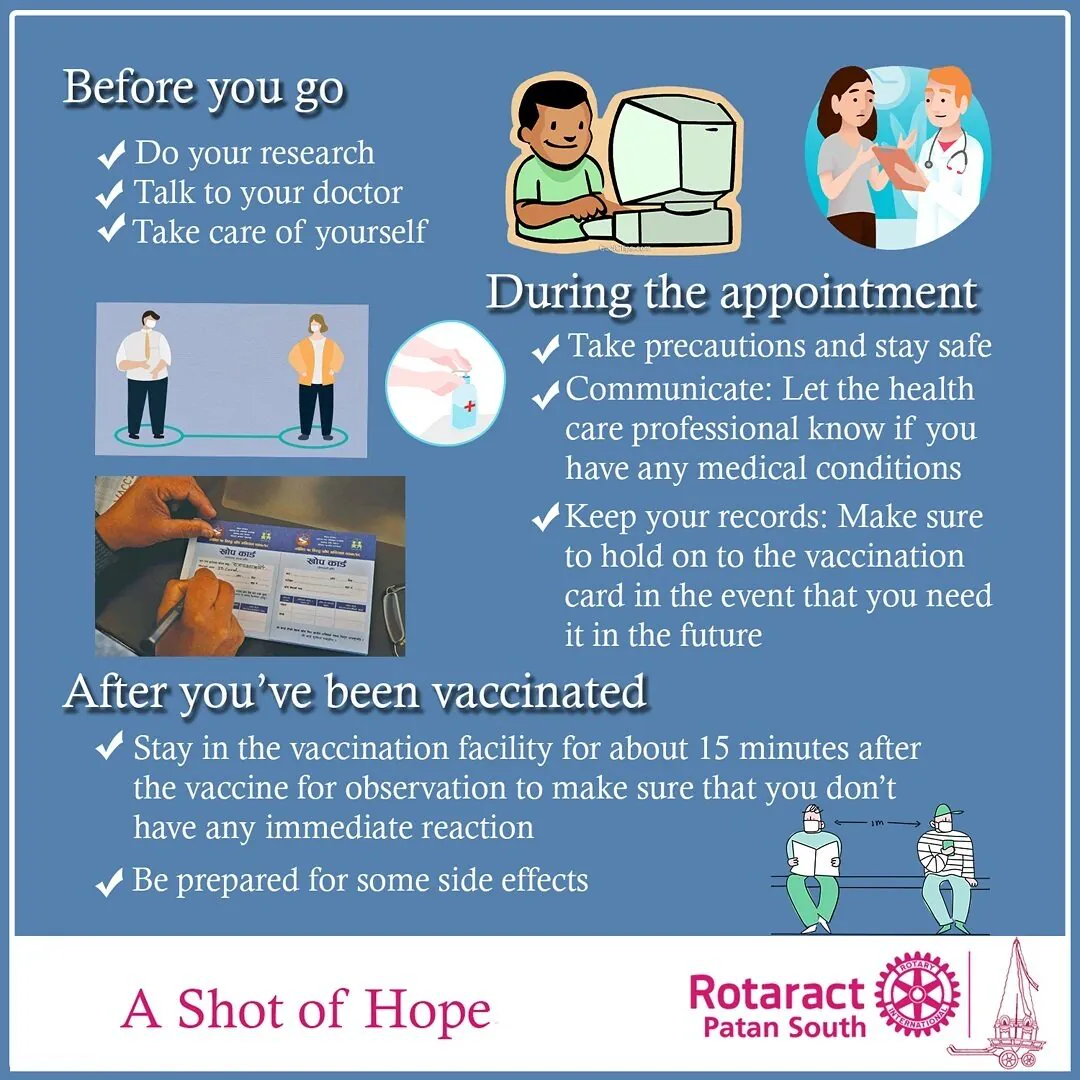 Before you go
Do your research
Talk to your doctor
Take care of yourself
During the appointment
Take precautions and stay safe
Communicate: Let the health
care professional know if you
have any medical conditions
Keep your records: Make sure
to hold on to the vaccination
card in the event that you need
it in the future
खोप कार्ड
खोप कार्ड
After you've been vaccinated
Stay in the vaccination facility for about 15 minutes after
the vaccine for observation to make sure that you don't
have any immediate reaction
Be prepared for some side effects
1m
A Shot of Hope
Rotaract
Patan South
ROTARY
INTERNATIONAL